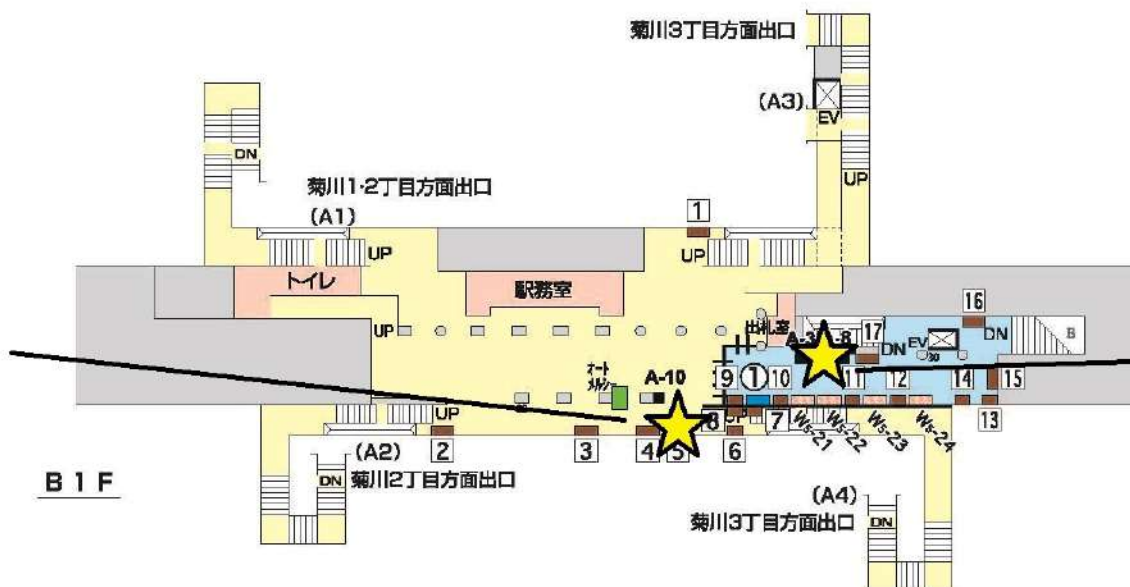 菊川3丁目方面出口
(A3)
EV
UP
DN
菊川1・2丁目方面出口
(A1)
UP
1
UP
トイレ
駅務室
UP
出札室
17
16
DN
EV
DN
B
30
オート
メルシー
A-10
9
①
10
11
12
14
15
UP
UP
8
7
13
Ws-21
Ws-22
Ws-23
Ws-24
(A2)
2
3
4
5
6
B1F
DN
菊川2丁目方面出口
(A4)
菊川3丁目方面出口
DN